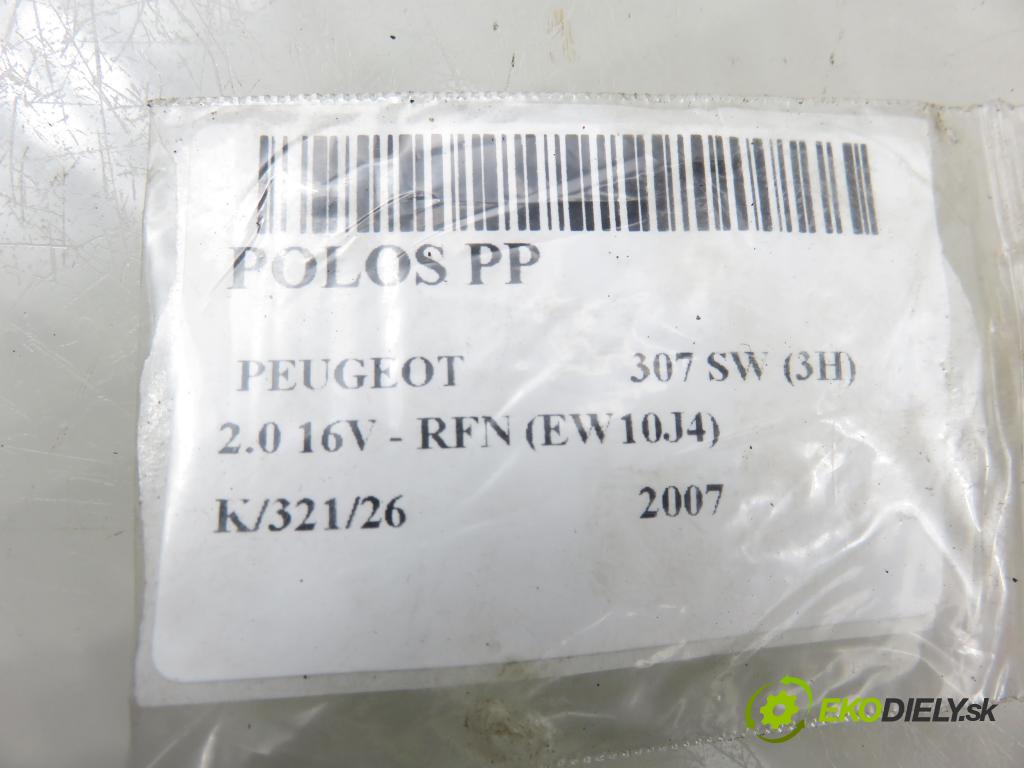 POLOS PP
PEUGEOT 307 SW (3H)
2.0 16V - RFN (EW10J4)
K/321/26 2007
EKODIELY.sk